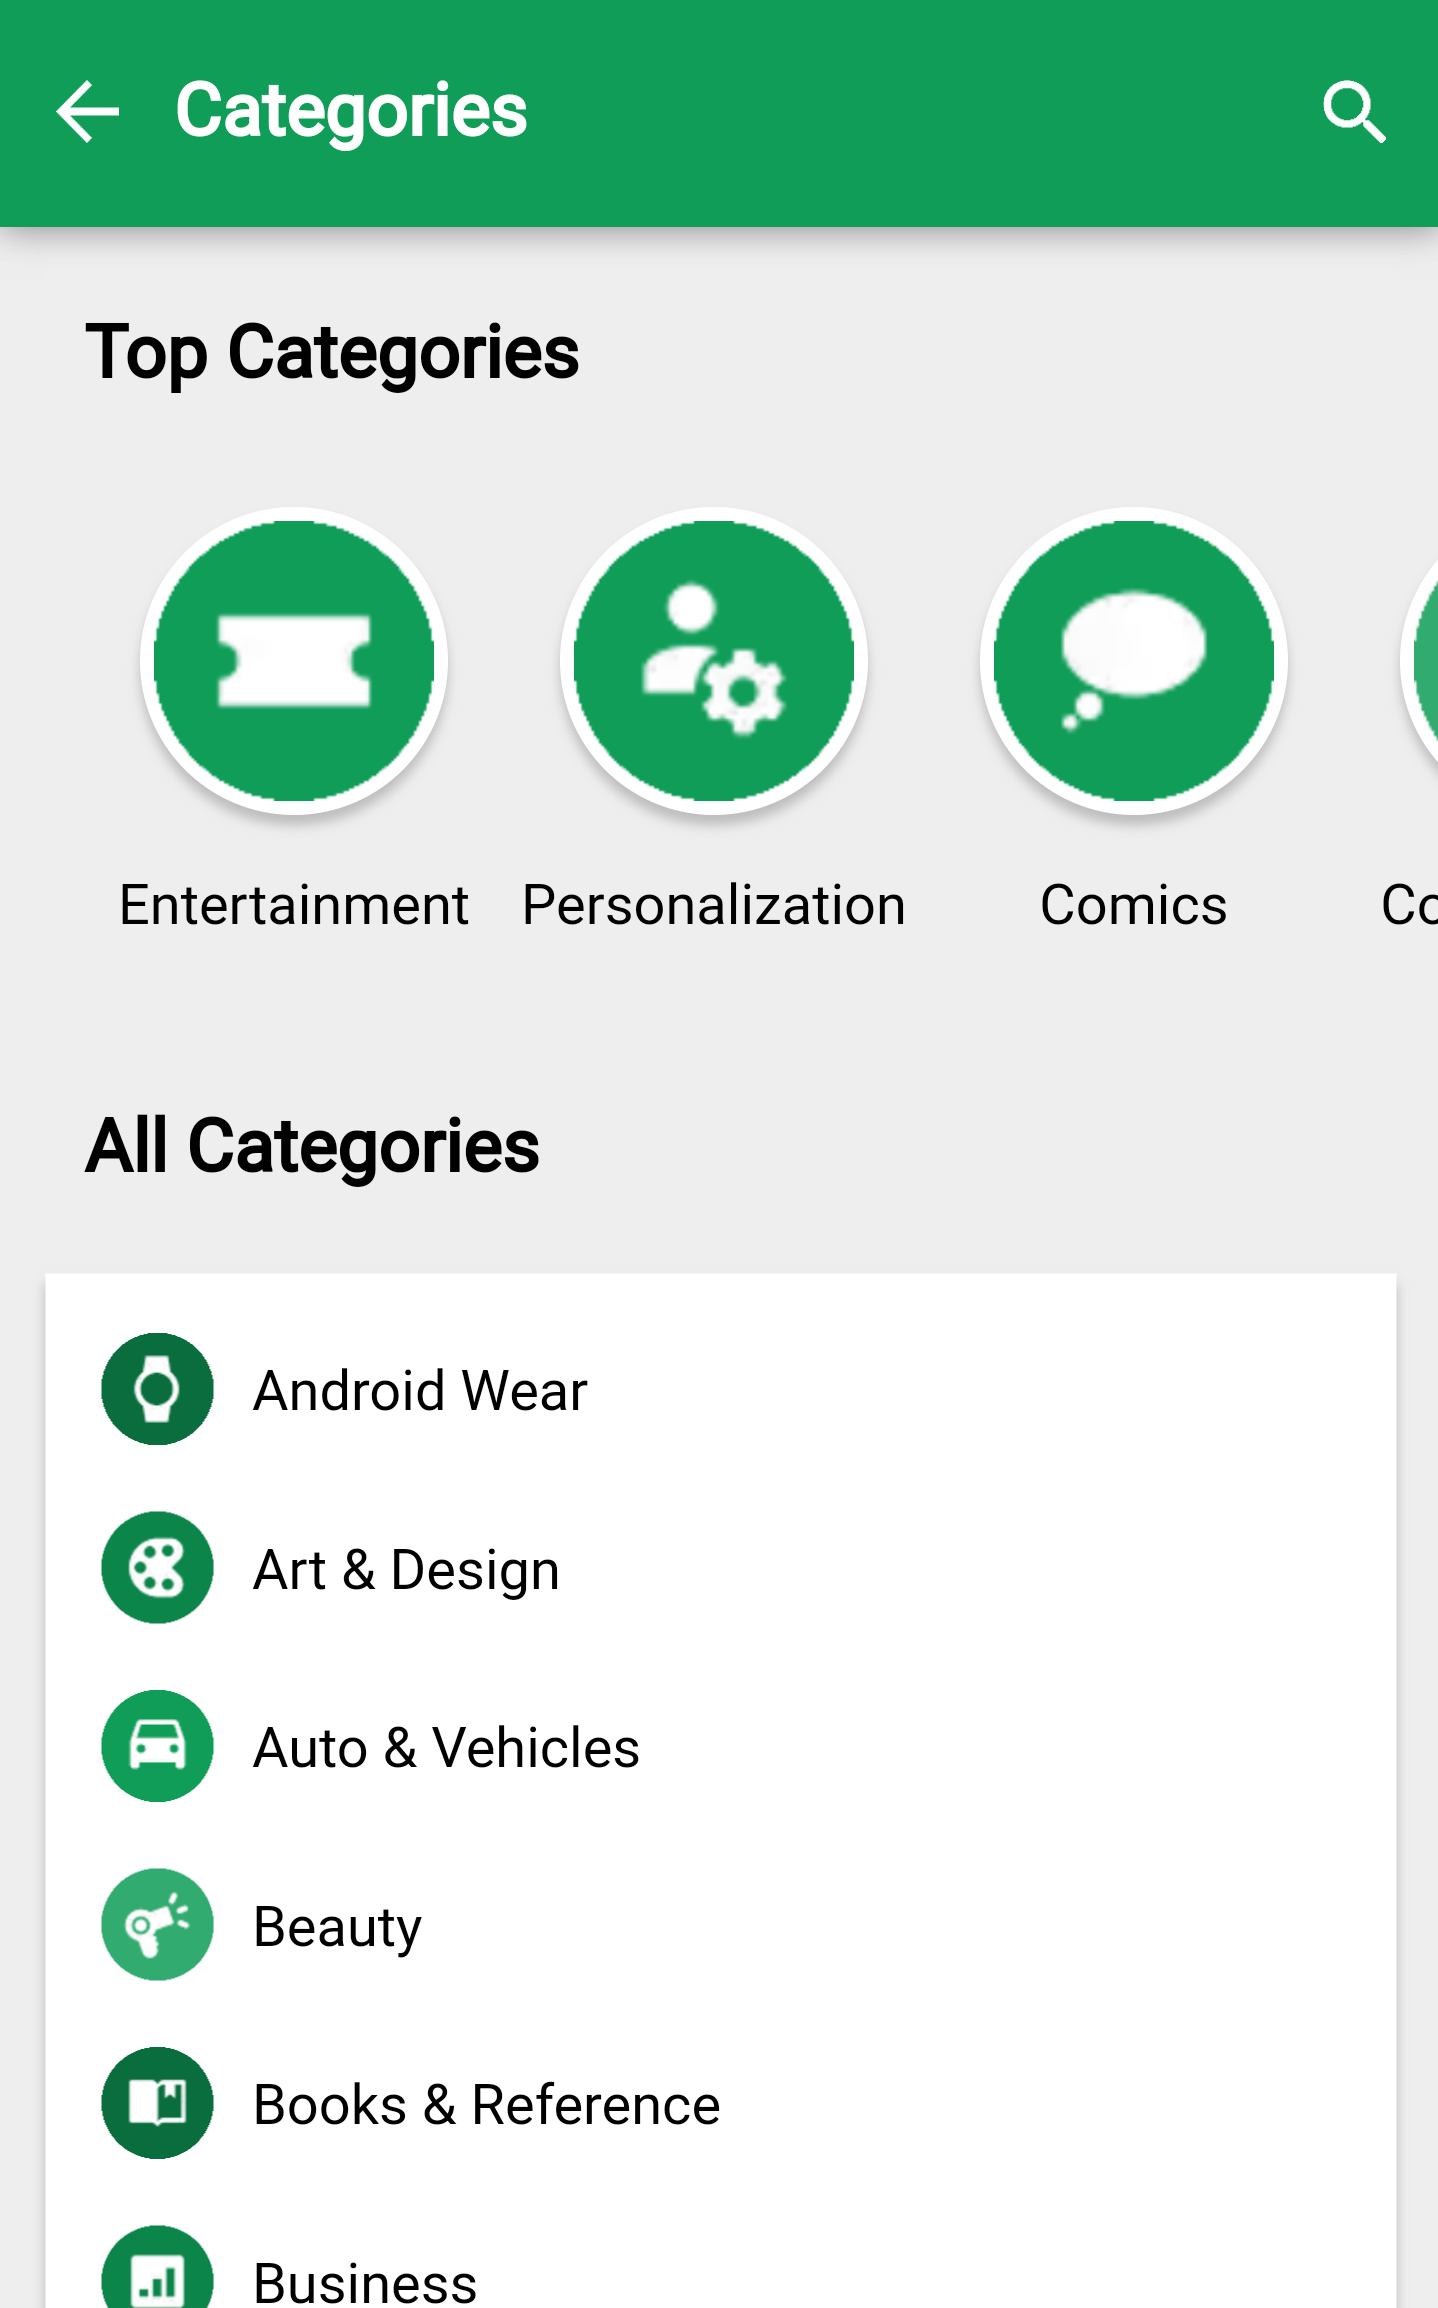 Categories
Top Categories
Entertainment Personalization Comics Co
All Categories
Android Wear
Art & Design
Auto & Vehicles
Beauty
Books & Reference
Business